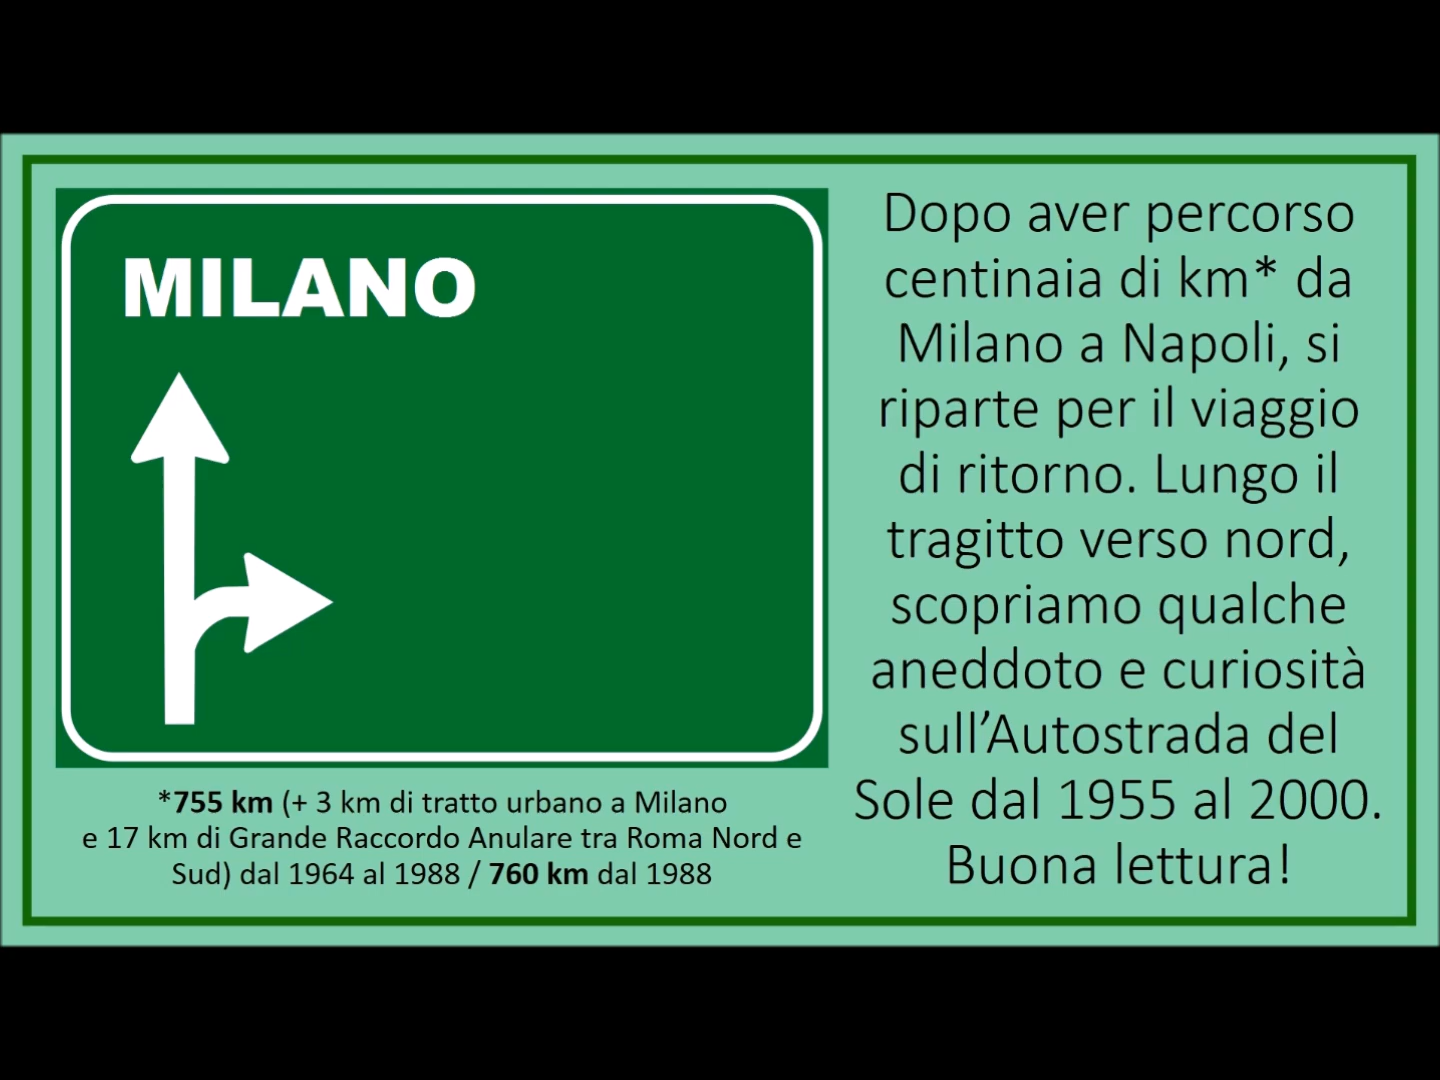 MILANO
*755 km (+ 3 km di tratto urbano a Milano
e 17 km di Grande Raccordo Anulare tra Roma Nord e
Sud) dal 1964 al 1988 / 760 km dal 1988
Dopo aver percorso
centinaia di km* da
Milano a Napoli, si
riparte per il viaggio
di ritorno. Lungo il
tragitto verso nord,
scopriamo qualche
aneddoto e curiosità
sull’Autostrada del
Sole dal 1955 al 2000.
Buona lettura!